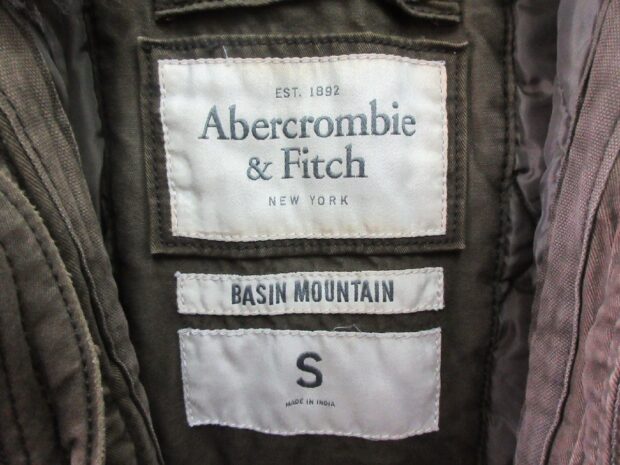 EST. 1892
Abercrombie
& Fitch
NEW YORK
BASIN MOUNTAIN
S
MADE IN INDIA